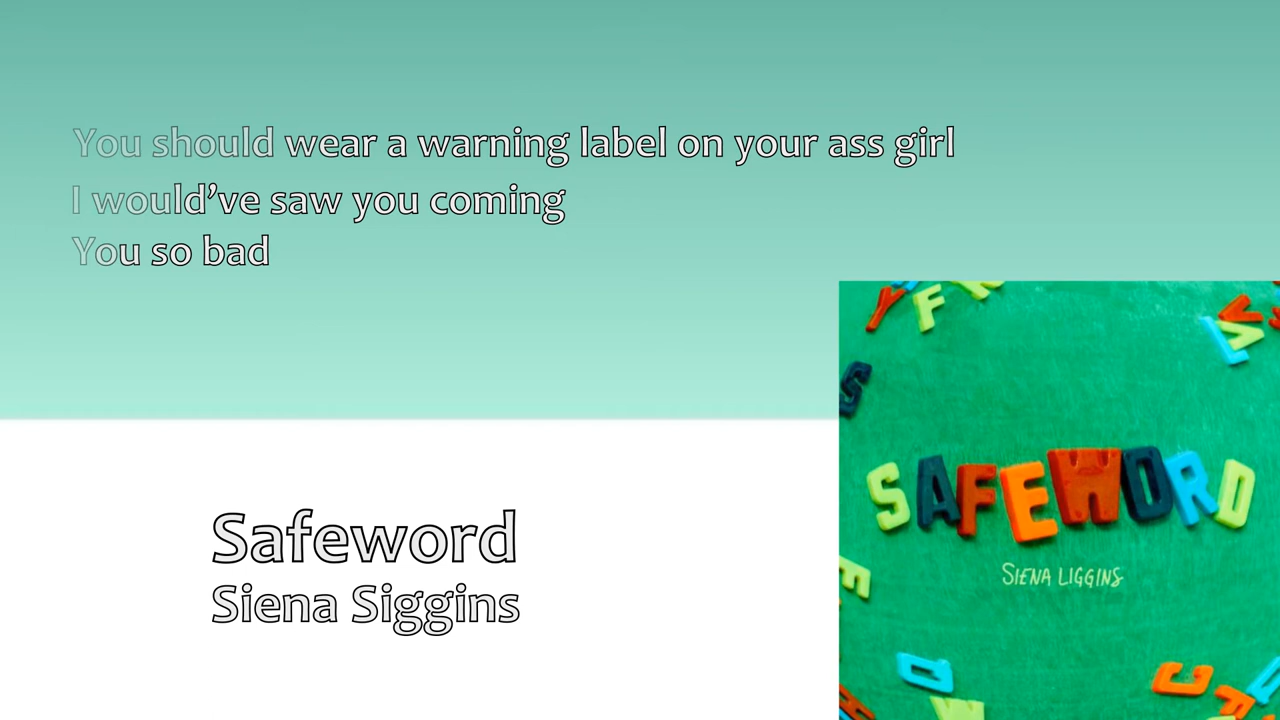 You should wear a warning label on your ass girl
I would’ve saw you coming
You so bad
Safeword
Siena Siggins
SAFEWORD
SIENA LIGGINS